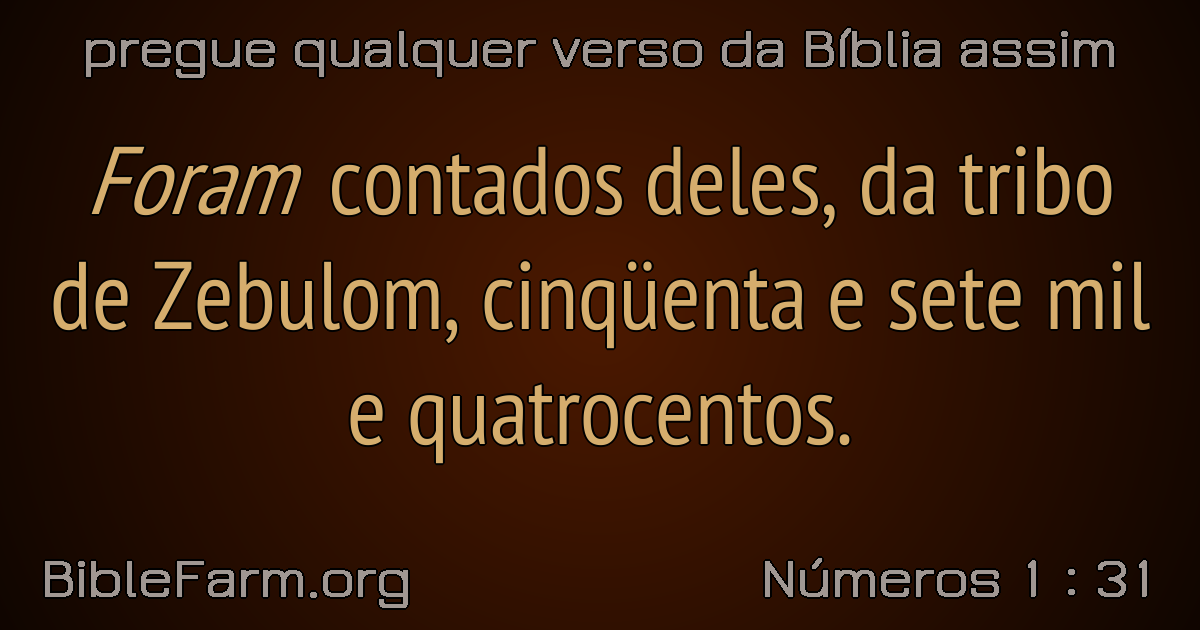 pregue qualquer verso da Bíblia assim
Foram contados deles, da tribo
de Zebulom, cinqüenta e sete mil
e quatrocentos.
BibleFarm.org
Números 1 : 31